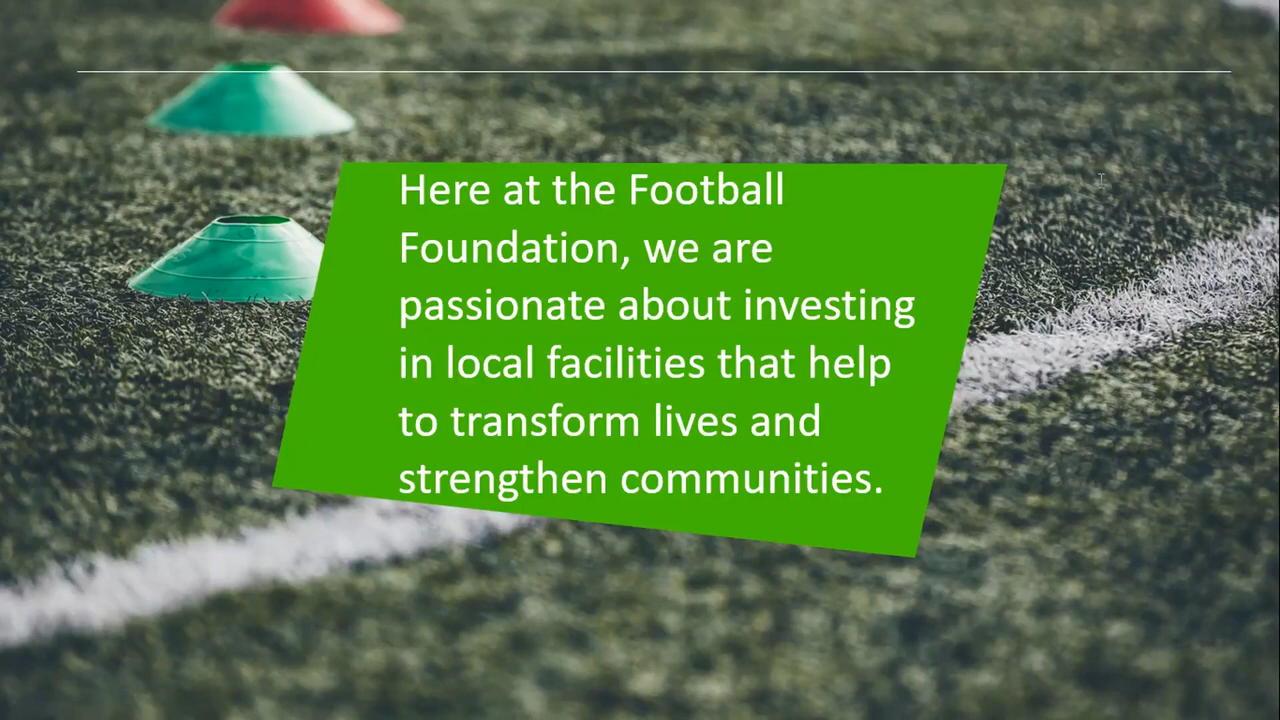 Here at the Football
Foundation, we are
passionate about investing
in local facilities that help
to transform lives and
strengthen communities.